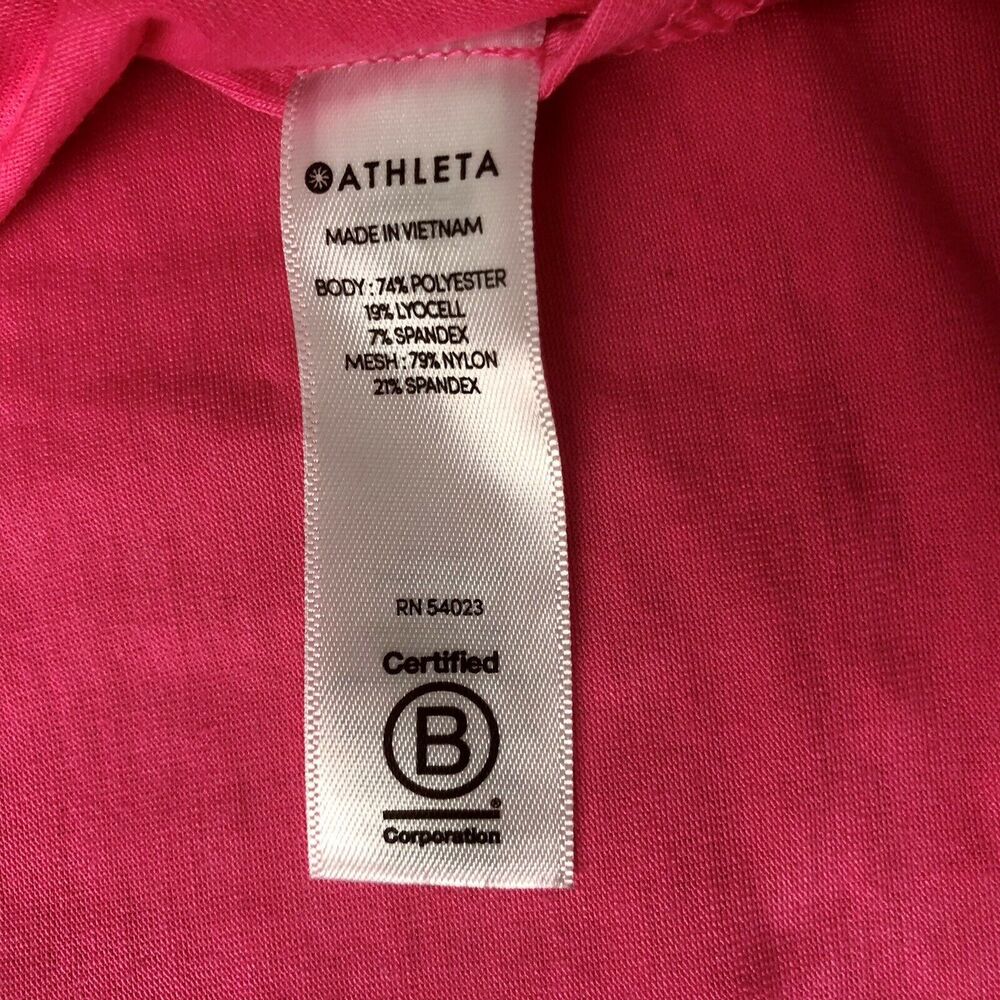 ATHLETA
MADE IN VIETNAM
BODY : 74% POLYESTER
19% LYOCELL
7% SPANDEX
MESH : 79% NYLON
21% SPANDEX
RN 54023
Certified
B
®
Corporation